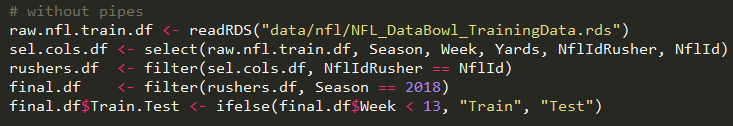 # without pipes
raw.nfl.train.df <- readRDS("data/nfl/NFL_DataBowl_TrainingData.rds")
sel.cols.df <- select(raw.nfl.train.df, Season, Week, Yards, NflIdRusher, NflId)
rushers.df  <- filter(sel.cols.df, NflIdRusher == NflId)
final.df    <- filter(rushers.df, Season == 2018)
final.df$Train.Test <- ifelse(final.df$Week < 13, "Train", "Test")